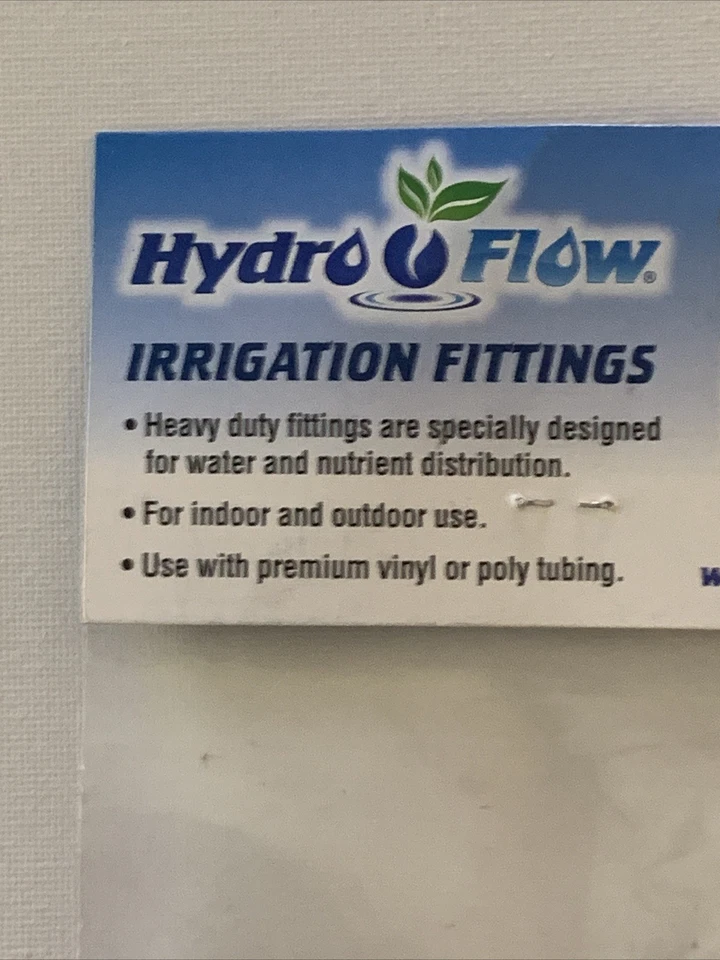 Hydro Flow®
IRRIGATION FITTINGS
• Heavy duty fittings are specially designed
for water and nutrient distribution.
• For indoor and outdoor use.
• Use with premium vinyl or poly tubing.